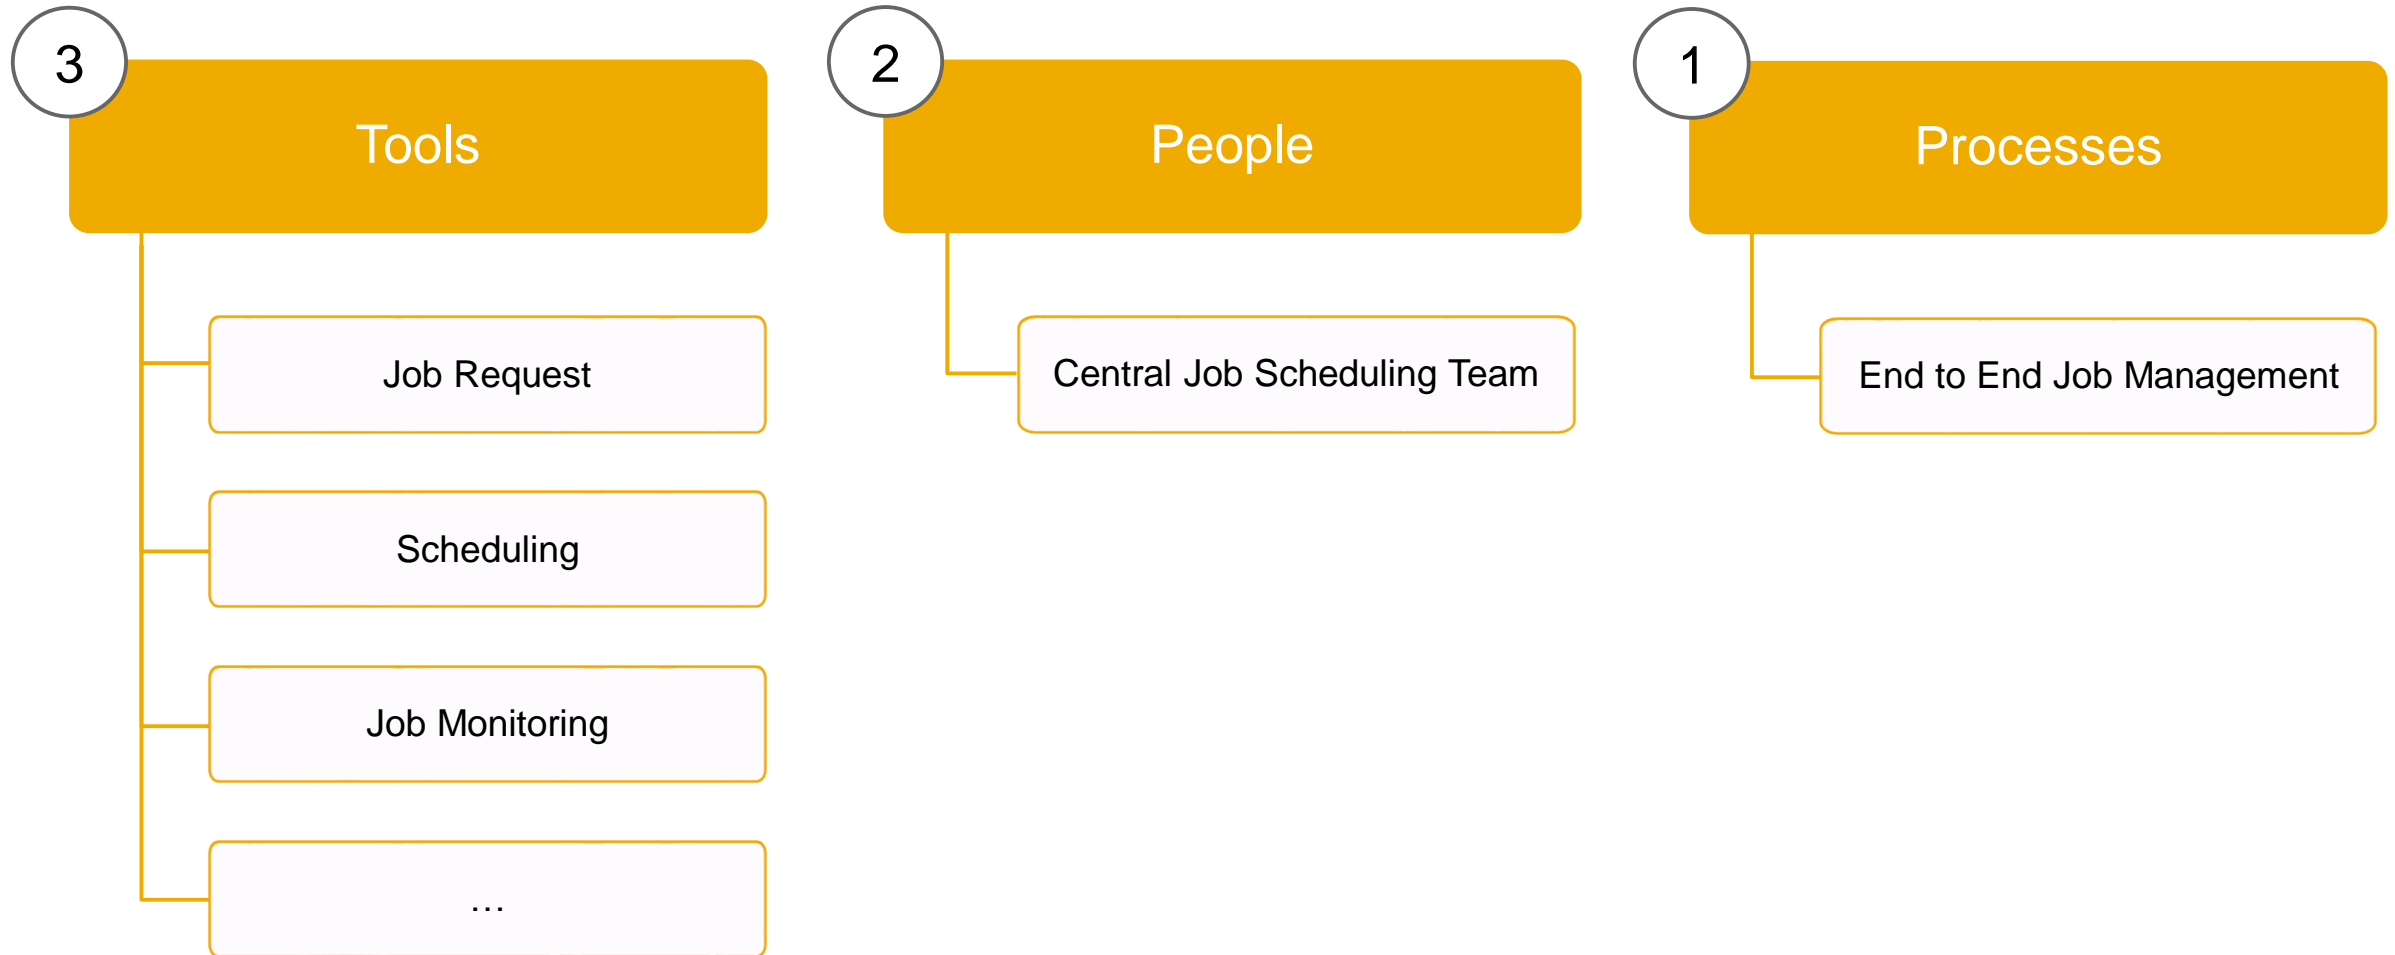 3
Tools
Job Request
Scheduling
Job Monitoring
…
2
People
Central Job Scheduling Team
1
Processes
End to End Job Management